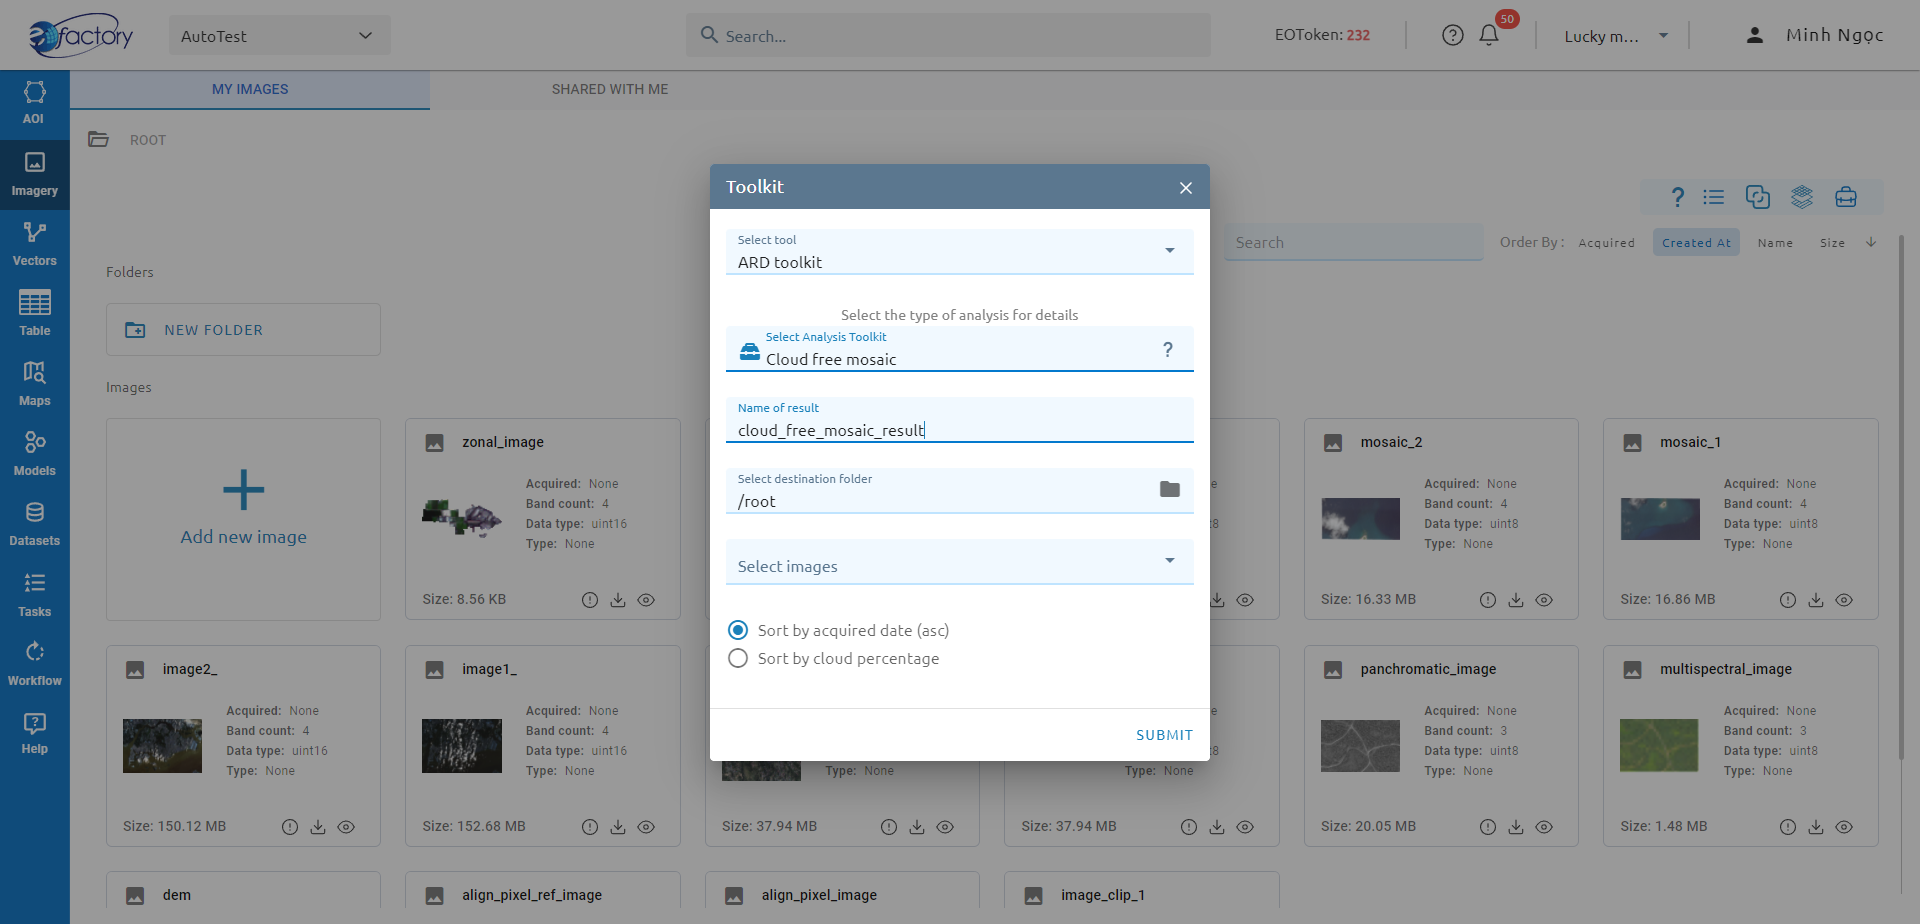 eofactory
AutoTest
Search...
EOToken: 232
50
Lucky m...
Minh Ngọc
AOI
Imagery
Vectors
Table
Maps
Models
Datasets
Tasks
Workflow
Help
MY IMAGES
SHARED WITH ME
ROOT
Search
Order By :
Acquired
Created At
Name
Size
Folders
NEW FOLDER
Images
Add new image
zonal_image
Acquired: None
Band count: 4
Data type: uint16
Type: None
Size: 8.56 KB
mosaic_2
Acquired: None
Band count: 4
Data type: uint8
Type: None
Size: 16.33 MB
mosaic_1
Acquired: None
Band count: 4
Data type: uint8
Type: None
Size: 16.86 MB
image2_
Acquired: None
Band count: 4
Data type: uint16
Type: None
Size: 150.12 MB
image1_
Acquired: None
Band count: 4
Data type: uint16
Type: None
Size: 152.68 MB
Type: None
Size: 37.94 MB
Type: None
Size: 37.94 MB
panchromatic_image
Acquired: None
Band count: 3
Data type: uint8
Type: None
Size: 20.05 MB
multispectral_image
Acquired: None
Band count: 3
Data type: uint8
Type: None
Size: 1.48 MB
dem
align_pixel_ref_image
align_pixel_image
image_clip_1
Toolkit
Select tool
ARD toolkit
Select the type of analysis for details
Select Analysis Toolkit
Cloud free mosaic
?
Name of result
cloud_free_mosaic_result
Select destination folder
/root
Select images
Sort by acquired date (asc)
Sort by cloud percentage
SUBMIT